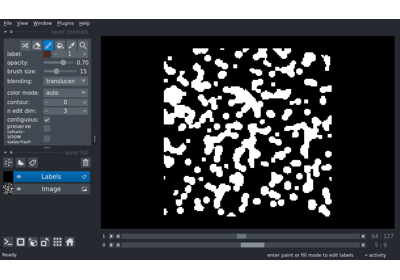 File View Window Plugins Help
layer controls
label: 1
opacity: 0.70
brush size: 15
blending: translucen
color mode: auto
contour: 0
n edit dim: 3
contiguous:
preserve
labels:
show
selected:
layer list
Labels
Image
1 64 127
0 5 9
Ready enter paint or fill mode to edit labels activity